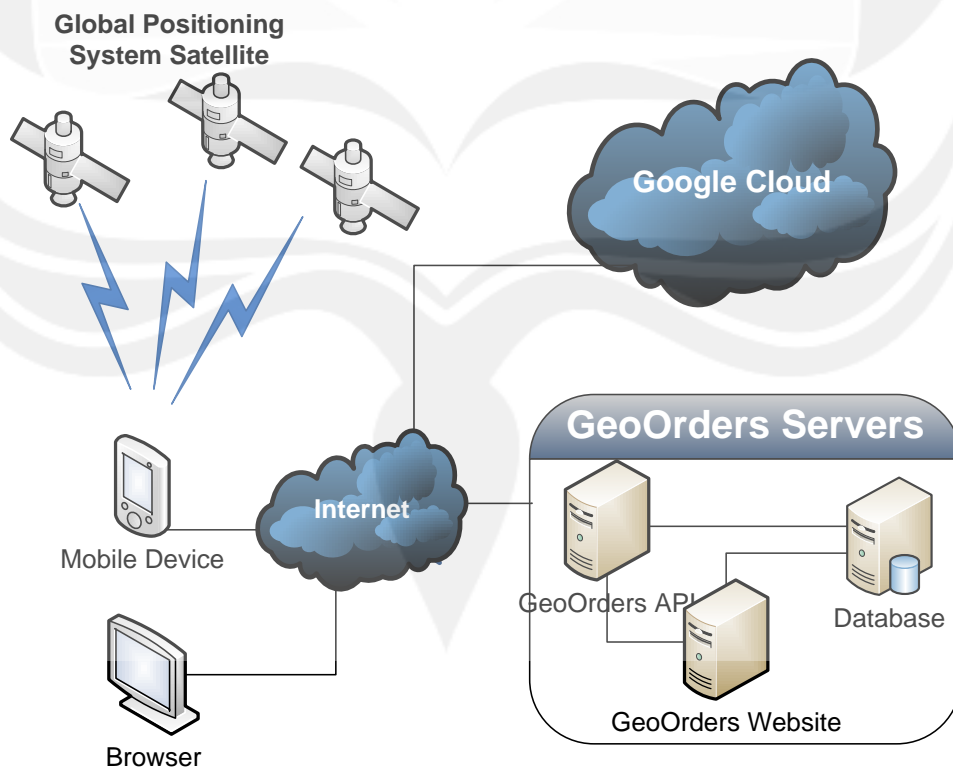 Global Positioning
System Satellite
Google Cloud
GeoOrders Servers
Internet
Mobile Device
GeoOrders API
Database
GeoOrders Website
Browser